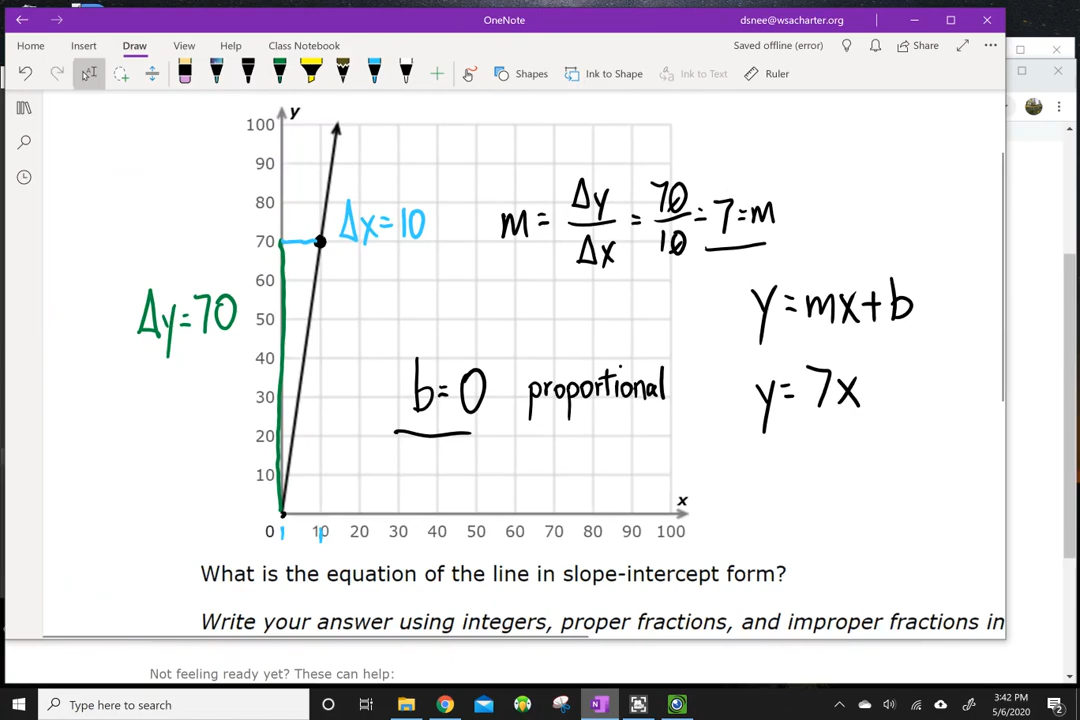 OneNote
dsnee@wsacharter.org
Home Insert Draw View Help Class Notebook Saved offline (error) Share
Shapes Ink to Shape Ink to Text Ruler
y
100
90
80
70
60
50
40
30
20
10
0 10 20 30 40 50 60 70 80 90 100
x
Δx=10
Δy=70
m = Δy/Δx = 70/10 = 7 = m
y = mx + b
y = 7x
b = 0 proportional
What is the equation of the line in slope-intercept form?
Write your answer using integers, proper fractions, and improper fractions in
Not feeling ready yet? These can help:
Type here to search
3:42 PM
5/6/2020
2